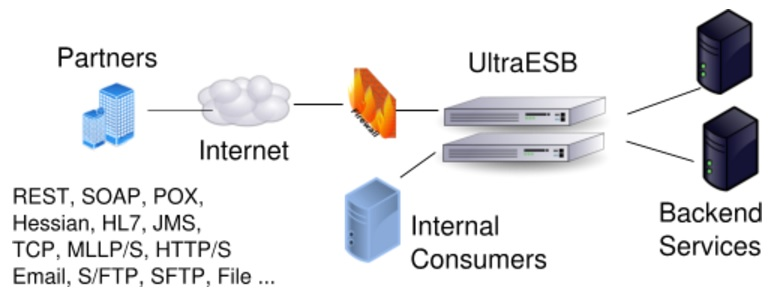 Partners
UltraESB
Firewall
Internet
REST, SOAP, POX,
Hessian, HL7, JMS,
TCP, MLLP/S, HTTP/S
Email, S/FTP, SFTP, File ...
Internal
Consumers
Backend
Services